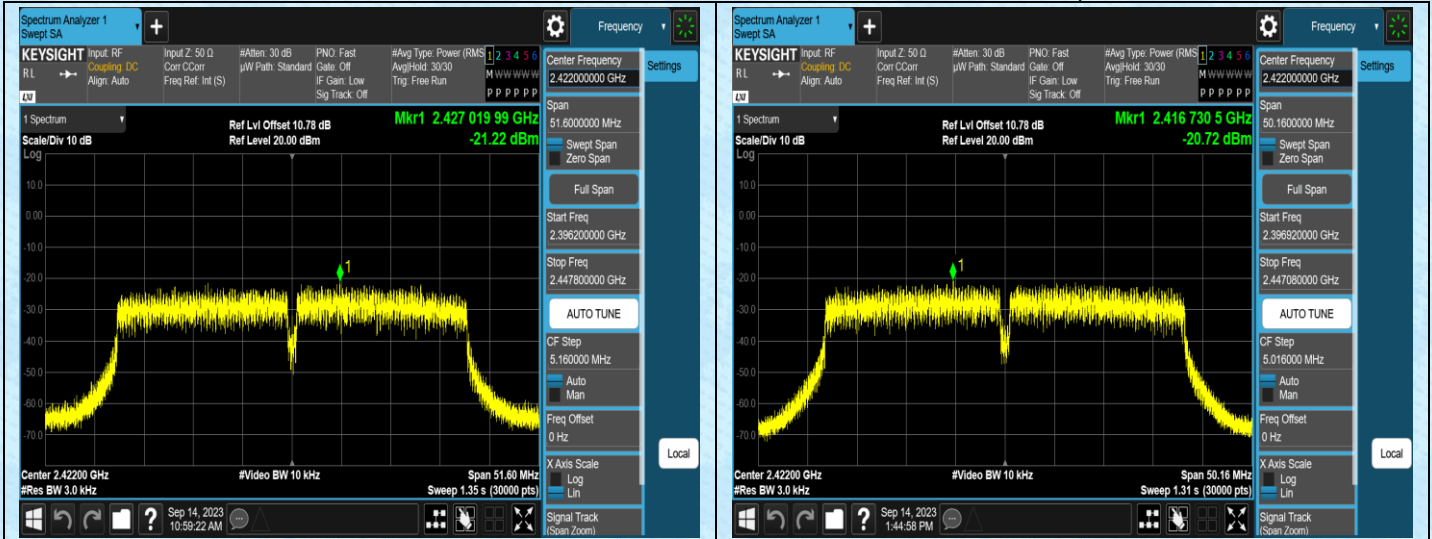 Spectrum Analyzer 1
Swept SA
+
Frequency
KEYSIGHT
RL
LXI
Input: RF
Coupling: DC
Align: Auto
Input Z: 50 Ω
Corr CCorr
Freq Ref: Int (S)
#Atten: 30 dB
µW Path: Standard
PNO: Fast
Gate: Off
IF Gain: Low
Sig Track: Off
#Avg Type: Power (RMS
Avg|Hold: 30/30
Trig: Free Run
1 2 3 4 5 6
M W W W W W
P P P P P P
Center Frequency
2.422000000 GHz
Settings
1 Spectrum
Scale/Div 10 dB
Log
Ref Lvl Offset 10.78 dB
Ref Level 20.00 dBm
Mkr1 2.427 019 99 GHz
-21.22 dBm
10.0
0.00
-10.0
-20.0
-30.0
-40.0
-50.0
-60.0
-70.0
1
Span
51.6000000 MHz
Swept Span
Zero Span
Full Span
Start Freq
2.396200000 GHz
Stop Freq
2.447800000 GHz
AUTO TUNE
CF Step
5.160000 MHz
Auto
Man
Freq Offset
0 Hz
X Axis Scale
Log
Lin
Signal Track
(Span Zoom)
Local
Center 2.42200 GHz
#Res BW 3.0 kHz
#Video BW 10 kHz
Span 51.60 MHz
Sweep 1.35 s (30000 pts)
?
Sep 14, 2023
10:59:22 AM
Spectrum Analyzer 1
Swept SA
+
Frequency
KEYSIGHT
RL
LXI
Input: RF
Coupling: DC
Align: Auto
Input Z: 50 Ω
Corr CCorr
Freq Ref: Int (S)
#Atten: 30 dB
µW Path: Standard
PNO: Fast
Gate: Off
IF Gain: Low
Sig Track: Off
#Avg Type: Power (RMS
Avg|Hold: 30/30
Trig: Free Run
1 2 3 4 5 6
M W W W W W
P P P P P P
Center Frequency
2.422000000 GHz
Settings
1 Spectrum
Scale/Div 10 dB
Log
Ref Lvl Offset 10.78 dB
Ref Level 20.00 dBm
Mkr1 2.416 730 5 GHz
-20.72 dBm
10.0
0.00
-10.0
-20.0
-30.0
-40.0
-50.0
-60.0
-70.0
1
Span
50.1600000 MHz
Swept Span
Zero Span
Full Span
Start Freq
2.396920000 GHz
Stop Freq
2.447080000 GHz
AUTO TUNE
CF Step
5.016000 MHz
Auto
Man
Freq Offset
0 Hz
X Axis Scale
Log
Lin
Signal Track
(Span Zoom)
Local
Center 2.42200 GHz
#Res BW 3.0 kHz
#Video BW 10 kHz
Span 50.16 MHz
Sweep 1.31 s (30000 pts)
?
Sep 14, 2023
1:44:58 PM